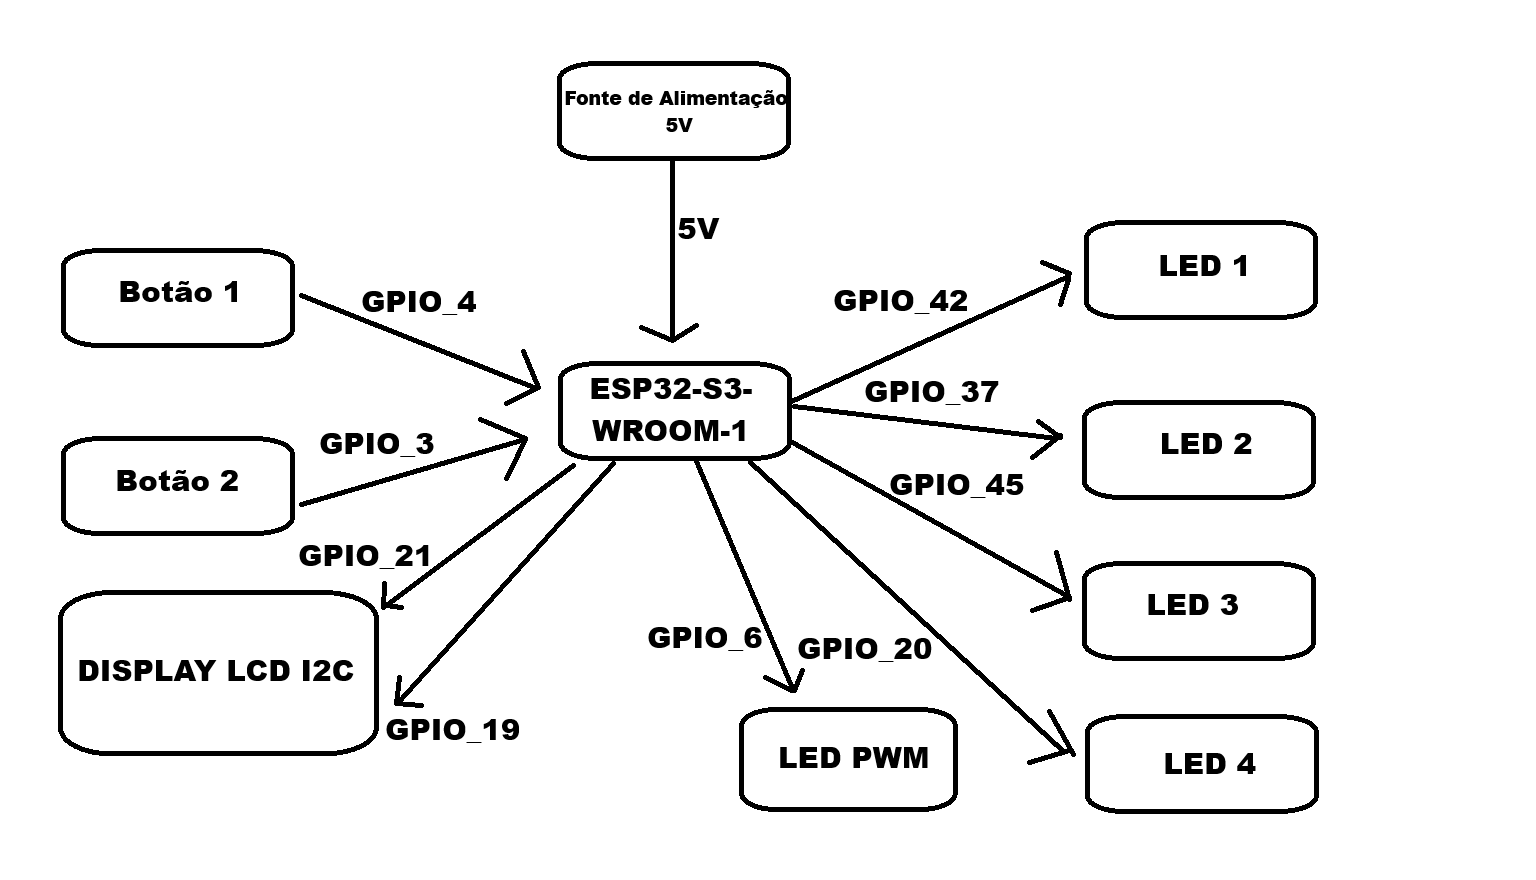 Fonte de Alimentação
5V
5V
Botão 1
GPIO_4
GPIO_42
LED 1
ESP32-S3-
WROOM-1
GPIO_37
LED 2
Botão 2
GPIO_3
GPIO_45
GPIO_21
LED 3
DISPLAY LCD I2C
GPIO_19
GPIO_6
GPIO_20
LED PWM
LED 4